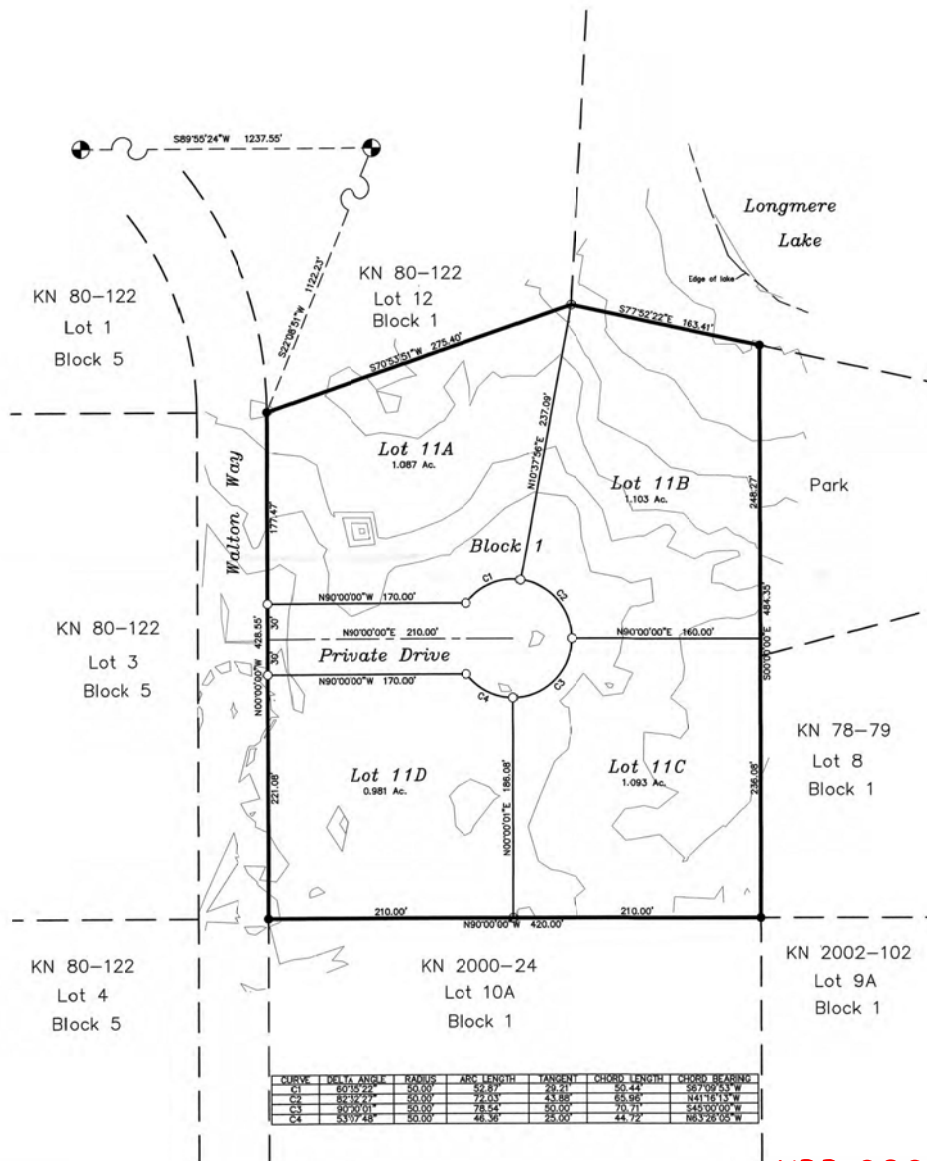 S89°55'24"W 1237.55'
S22°08'51"W 1122.23'
Longmere
Lake
Edge of lake
KN 80-122
Lot 1
Block 5
KN 80-122
Lot 12
Block 1
S77°52'22"E 163.41'
S70°53'51"W 275.40'
N10°37'56"E 237.09'
Lot 11A
1.087 Ac.
Lot 11B
1.103 Ac.
Park
Walton Way
177.47'
248.27'
Block 1
C1
C2
N90°00'00"W 170.00'
30'
N90°00'00"E 210.00'
N90°00'00"E 160.00'
N00°00'00"W 428.55'
S00°00'00"E 484.35'
Private Drive
30'
N90°00'00"W 170.00'
C3
C4
KN 80-122
Lot 3
Block 5
KN 78-79
Lot 8
Block 1
Lot 11D
0.981 Ac.
Lot 11C
1.093 Ac.
221.08'
N00°00'01"E 186.08'
236.08'
210.00'
210.00'
N90°00'00"W 420.00'
KN 80-122
Lot 4
Block 5
KN 2000-24
Lot 10A
Block 1
KN 2002-102
Lot 9A
Block 1
CURVE DELTA ANGLE RADIUS ARC LENGTH TANGENT CHORD LENGTH CHORD BEARING
C1 60°35'22" 50.00' 52.87' 29.21' 50.44' S67°09'53"W
C2 82°32'27" 50.00' 72.03' 43.88' 65.96' N41°16'13"W
C3 90°00'01" 50.00' 78.54' 50.00' 70.71' S45°00'00"W
C4 53°07'48" 50.00' 46.36' 25.00' 44.72' N63°26'05"W